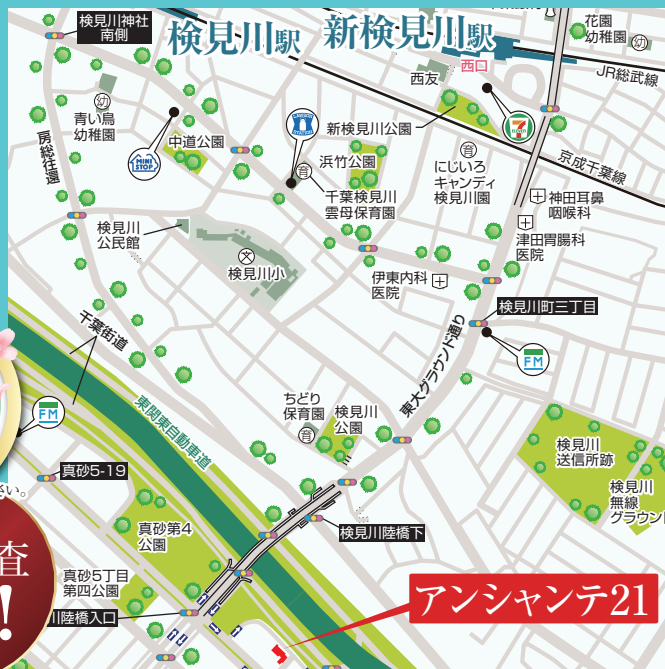 検見川神社
南側
検見川駅
新検見川駅
西口
西友
花園
幼稚園
幼
JR総武線
京成千葉線
青い鳥
幼稚園
幼
房総往還
中道公園
MINI
STOP
新検見川公園
浜竹公園
育
千葉検見川
雲母保育園
育
にじいろ
キャンディ
検見川園
神田耳鼻
咽喉科
津田胃腸科
医院
検見川
公民館
文
検見川小
伊東内科
医院
検見川町三丁目
FM
千葉街道
東関東自動車道
東大グラウンド通り
FM
ちどり
保育園
育
検見川
公園
検見川
送信所跡
検見川
無線
グラウンド
真砂5-19
さい。
真砂第4
公園
検見川陸橋下
真砂5丁目
第四公園
川陸橋入口
査
!
アンシャンテ21